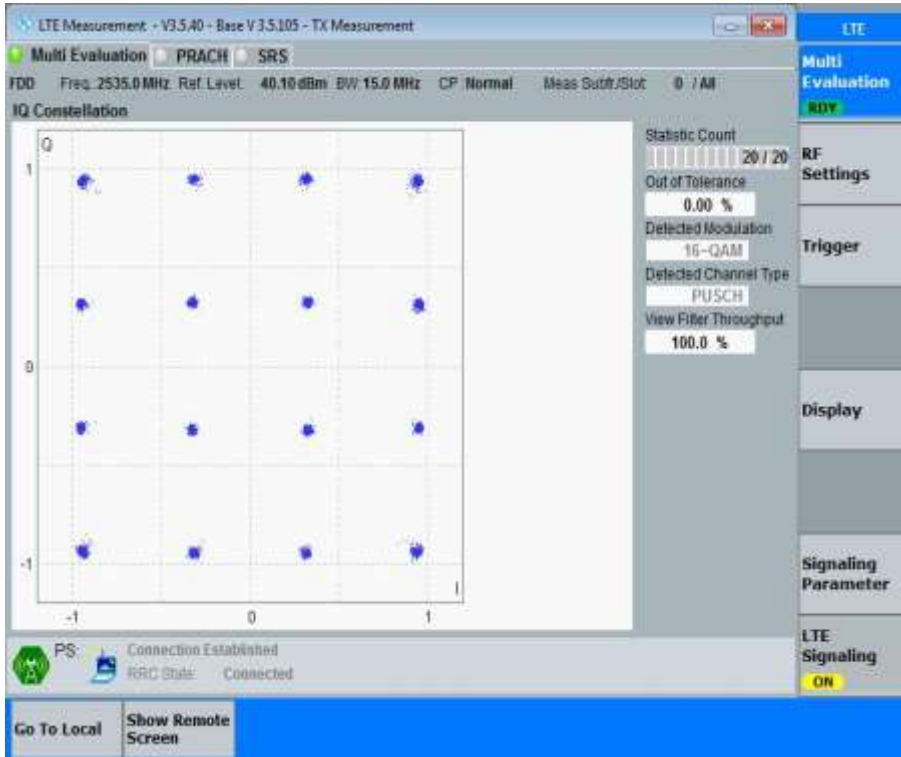 LTE Measurement - V3.5.40 - Base V 3.5.105 - TX Measurement
Multi Evaluation PRACH SRS
FDD Freq.:2535.0 MHz Ref. Level: 40.10 dBm BW: 15.0 MHz CP: Normal Meas Subfr./Slot: 0 / All
IQ Constellation
Q
1
0
-1
I
-1 0 1
Statistic Count
20 / 20
Out of Tolerance
0.00 %
Detected Modulation
16-QAM
Detected Channel Type
PUSCH
View Filter Throughput
100.0 %
PS: Connection Established
RRC State: Connected
LTE
Multi
Evaluation
RDY
RF
Settings
Trigger
Display
Signaling
Parameter
LTE
Signaling
ON
Go To Local
Show Remote
Screen